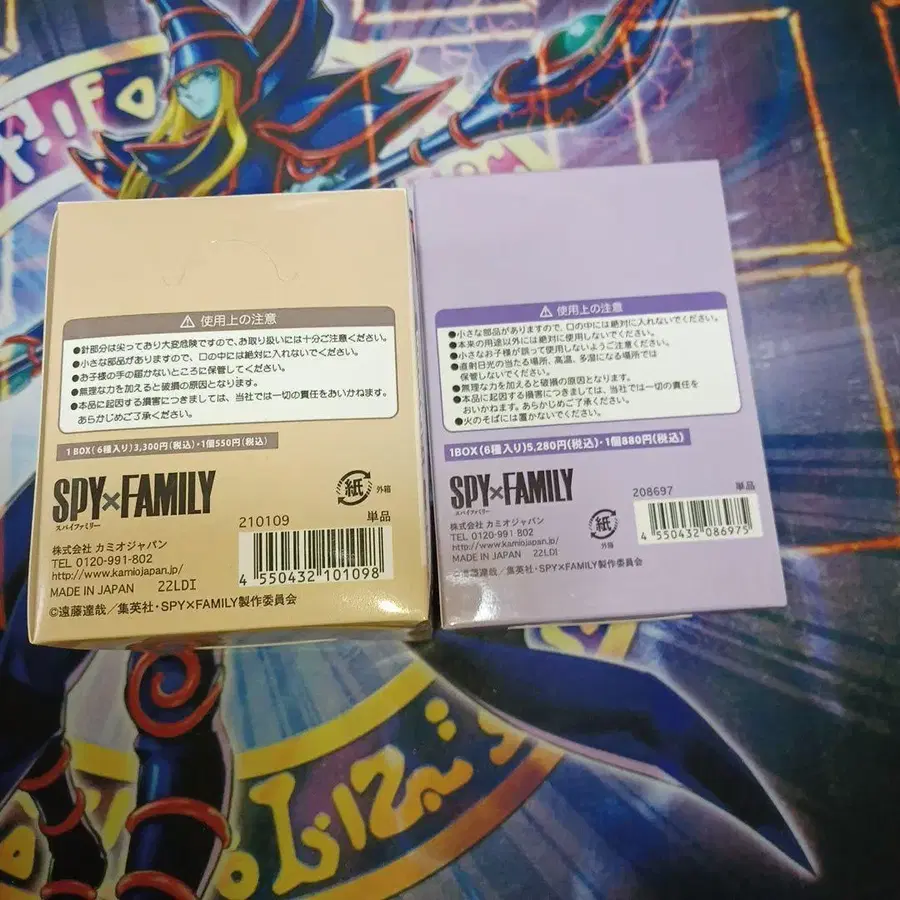 ⚠ 使用上の注意
●針部分は尖っており大変危険ですので、お取り扱いには十分ご注意ください。
●小さな部品がありますので、口の中には絶対に入れないでください。
●お子様の手の届かないところに保管してください。
●無理な力を加えると破損の原因となります。
●本品に起因する損害につきましては、当社では一切の責任をおいかねます。
あらかじめご了承ください。
1BOX(6種入り)3,300円(税込)・1個550円(税込)
SPY×FAMILY
スパイファミリー
紙
外箱
210109
単品
株式会社 カミオジャパン
TEL 0120-991-802
http://www.kamiojapan.jp/
MADE IN JAPAN 22LDI
4 550432 101098
©遠藤達哉/集英社・SPY×FAMILY製作委員会
⚠ 使用上の注意
●小さな部品がありますので、口の中には絶対に入れないでください。
●本来の用途以外には絶対に使用しないでください。
●小さなお子様が誤って使用しないようご注意ください。
●直射日光の当たる場所、高温、多湿になる場所では
保管しないでください。
●無理な力を加えると破損の原因となります。
●本品に起因する損害につきましては、当社では一切の責任を
おいかねます。あらかじめご了承ください。
●火のそばには置かないでください。
1BOX(6種入り)5,280円(税込)・1個880円(税込)
SPY×FAMILY
スパイファミリー
紙
外箱
208697
単品
株式会社 カミオジャパン
TEL 0120-991-802
http://www.kamiojapan.jp/
MADE IN JAPAN 22LDI
4 550432 086975
©遠藤達哉/集英社・SPY×FAMILY製作委員会